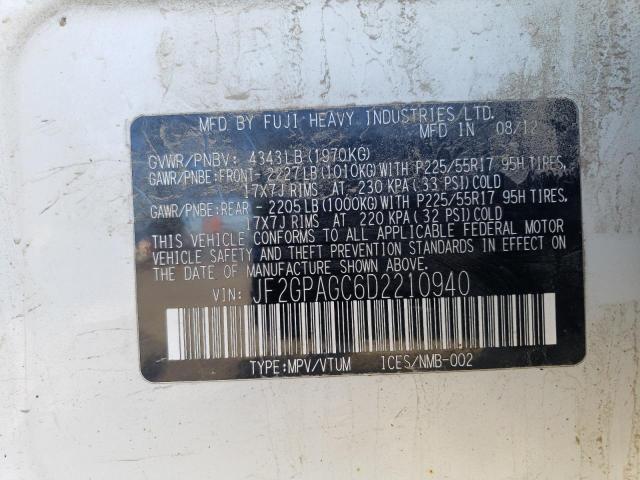 MFD BY FUJI HEAVY INDUSTRIES/LTD.
MFD IN 08/12
GVWR/PNBV: 4343LB(1970KG)
GAWR/PNBE:FRONT- 2227LB(1010KG)WITH P225/55R17 95H TIRES,
17X7J RIMS AT 230 KPA(33 PSI)COLD
GAWR/PNBE:REAR - 2205LB(1000KG)WITH P225/55R17 95H TIRES,
17X7J RIMS AT 220 KPA(32 PSI)COLD
THIS VEHICLE CONFORMS TO ALL APPLICABLE FEDERAL MOTOR
VEHICLE SAFETY AND THEFT PREVENTION STANDARDS IN EFFECT
ON THE DATE OF MANUFACTURE SHOWN ABOVE.
VIN: JF2GPAGC6D2210940
TYPE:MPV/VTUM ICES/NMB-002